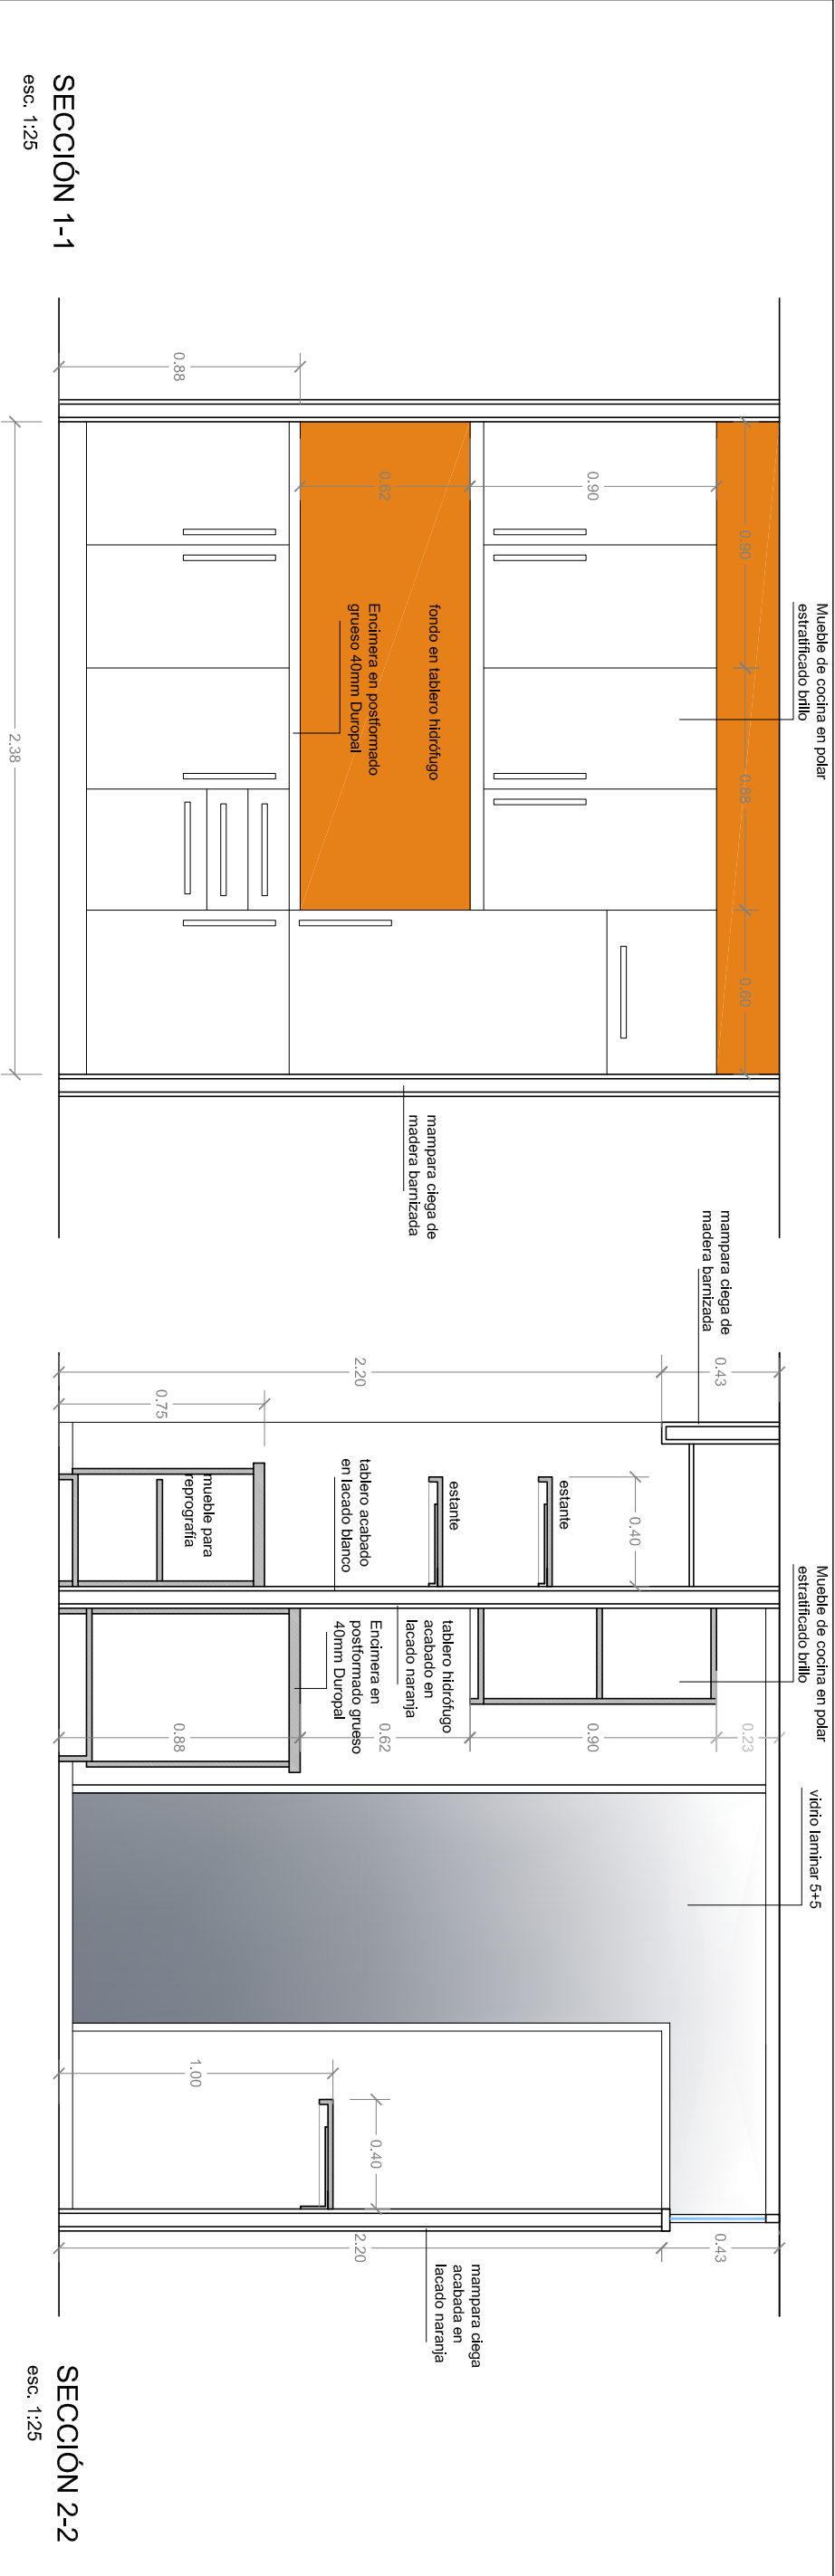 Mueble de cocina en polar
estratificado brillo
0.90
0.88
0.60
0.90
0.62
0.88
fondo en tablero hidrófugo
Encimera en postformado
grueso 40mm Duropal
mampara ciega de
madera barnizada
2.38
SECCIÓN 1-1
esc. 1:25
mampara ciega de
madera barnizada
Mueble de cocina en polar
estratificado brillo
vidrio laminar 5+5
0.43
2.20
0.75
0.40
estante
estante
tablero acabado
en lacado blanco
mueble para
reprografía
tablero hidrófugo
acabado en
lacado naranja
Encimera en
postformado grueso
40mm Duropal
0.23
0.90
0.62
0.88
1.00
0.40
0.43
2.20
mampara ciega
acabada en
lacado naranja
SECCIÓN 2-2
esc. 1:25